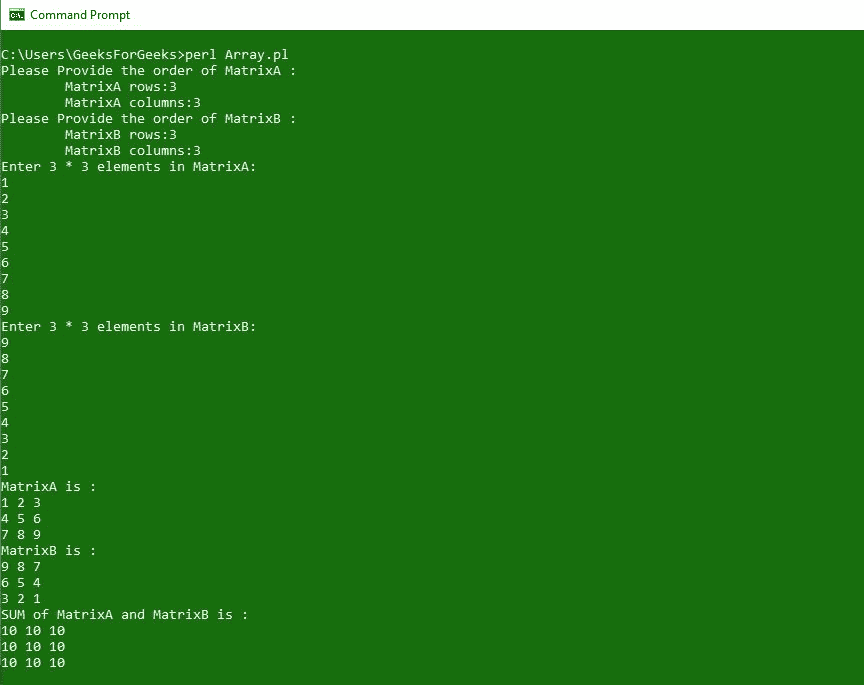 Command Prompt
C:\Users\GeeksForGeeks>perl Array.pl
Please Provide the order of MatrixA :
        MatrixA rows:3
        MatrixA columns:3
Please Provide the order of MatrixB :
        MatrixB rows:3
        MatrixB columns:3
Enter 3 * 3 elements in MatrixA:
1
2
3
4
5
6
7
8
9
Enter 3 * 3 elements in MatrixB:
9
8
7
6
5
4
3
2
1
MatrixA is :
1 2 3
4 5 6
7 8 9
MatrixB is :
9 8 7
6 5 4
3 2 1
SUM of MatrixA and MatrixB is :
10 10 10
10 10 10
10 10 10